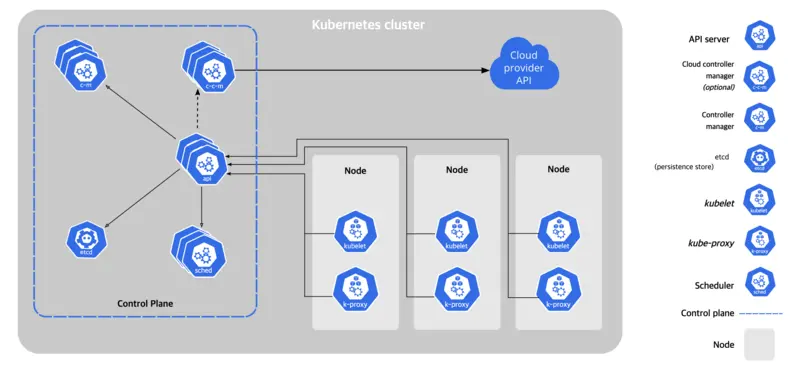 Kubernetes cluster
c-m
c-c-m
Cloud
provider
API
api
Node
Node
Node
etcd
sched
kubelet
kubelet
kubelet
k-proxy
k-proxy
k-proxy
Control Plane
API server
api
Cloud controller
manager
(optional)
c-c-m
Controller
manager
c-m
etcd
(persistence store)
etcd
kubelet
kubelet
kube-proxy
k-proxy
Scheduler
sched
Control plane
Node